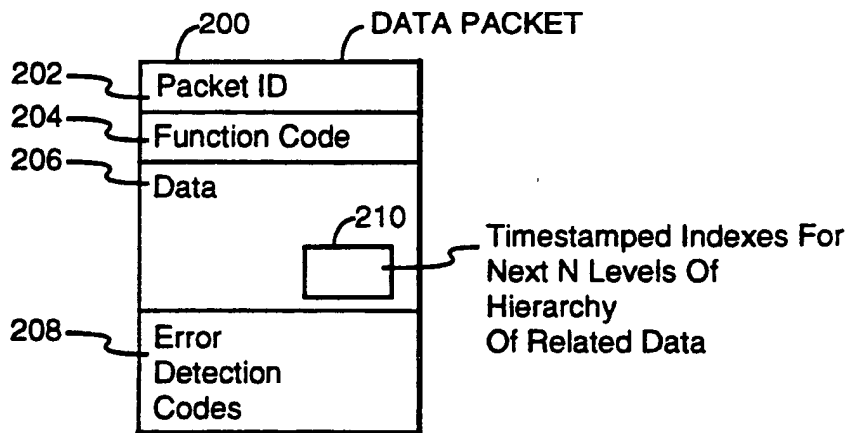 200 DATA PACKET
202 Packet ID
204 Function Code
206 Data
210
Timestamped Indexes For
Next N Levels Of
Hierarchy
Of Related Data
208 Error
Detection
Codes